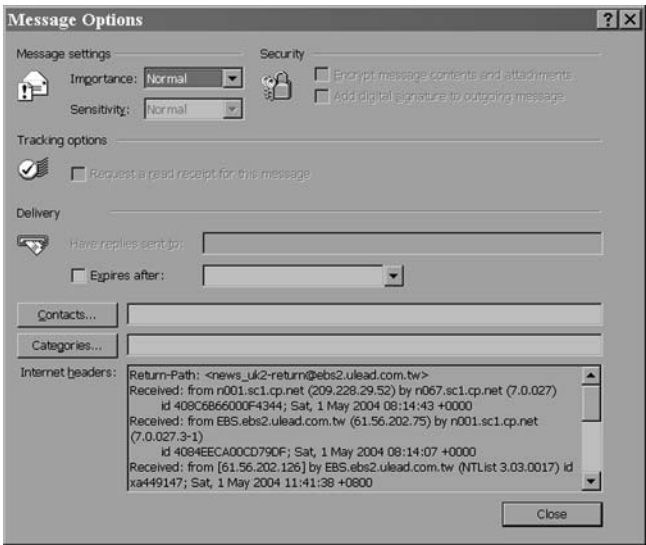 Message Options
Message settings
Security
Importance: Normal
Encrypt message contents and attachments
Sensitivity: Normal
Add digital signature to outgoing message
Tracking options
Request a read receipt for this message
Delivery
Have replies sent to:
Expires after:
Contacts...
Categories...
Internet headers:
Return-Path: <news_uk2-return@ebs2.ulead.com.tw>
Received: from n001.sc1.cp.net (209.228.29.52) by n067.sc1.cp.net (7.0.027)
id 408C6B66000F4344; Sat, 1 May 2004 08:14:43 +0000
Received: from EBS.ebs2.ulead.com.tw (61.56.202.75) by n001.sc1.cp.net
(7.0.027.3-1)
id 4084EECA00CD79DF; Sat, 1 May 2004 08:14:07 +0000
Received: from [61.56.202.126] by EBS.ebs2.ulead.com.tw (NTList 3.03.0017) id
xa449147; Sat, 1 May 2004 11:41:38 +0800
Close